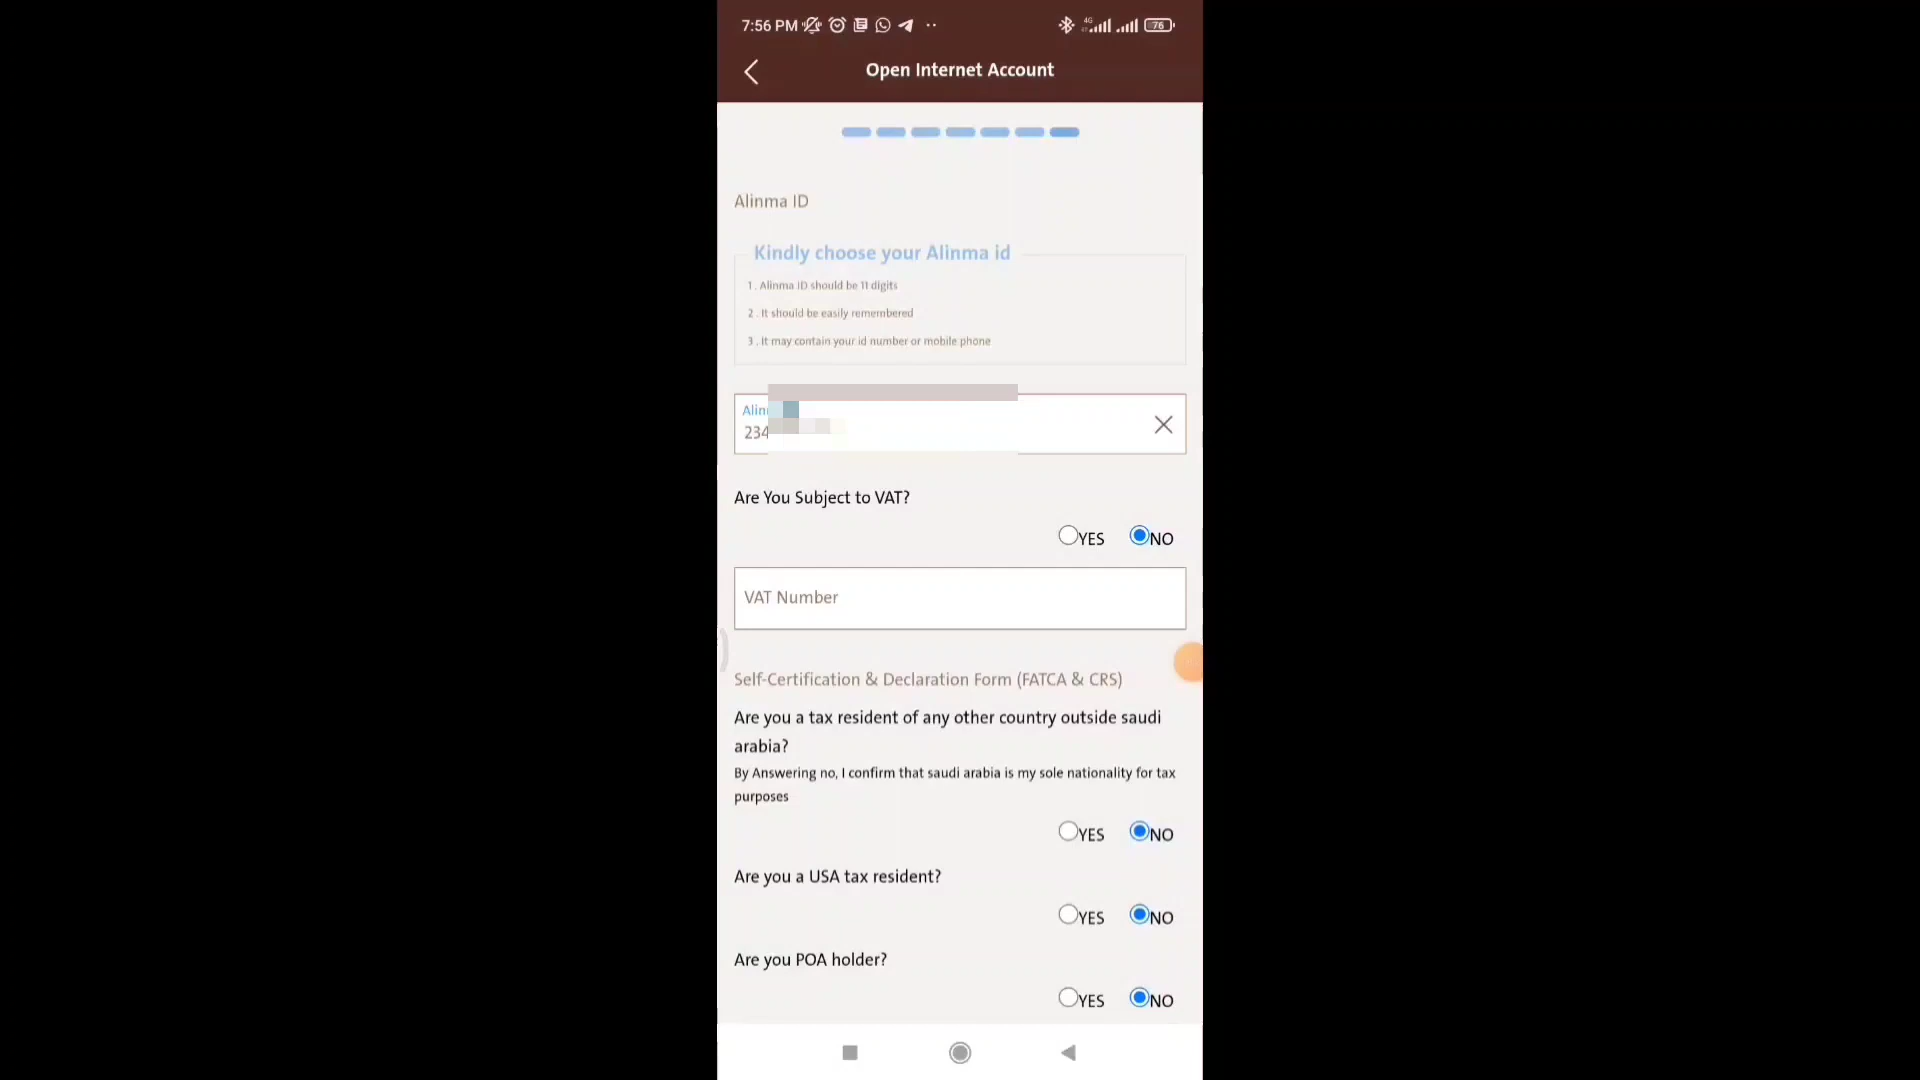 7:56 PM
4G
76
Open Internet Account
Alinma ID
Kindly choose your Alinma id
1 . Alinma ID should be 11 digits
2 . It should be easily remembered
3 . It may contain your id number or mobile phone
234
Are You Subject to VAT?
YES NO
VAT Number
Self-Certification & Declaration Form (FATCA & CRS)
Are you a tax resident of any other country outside saudi
arabia?
By Answering no, I confirm that saudi arabia is my sole nationality for tax
purposes
YES NO
Are you a USA tax resident?
YES NO
Are you POA holder?
YES NO